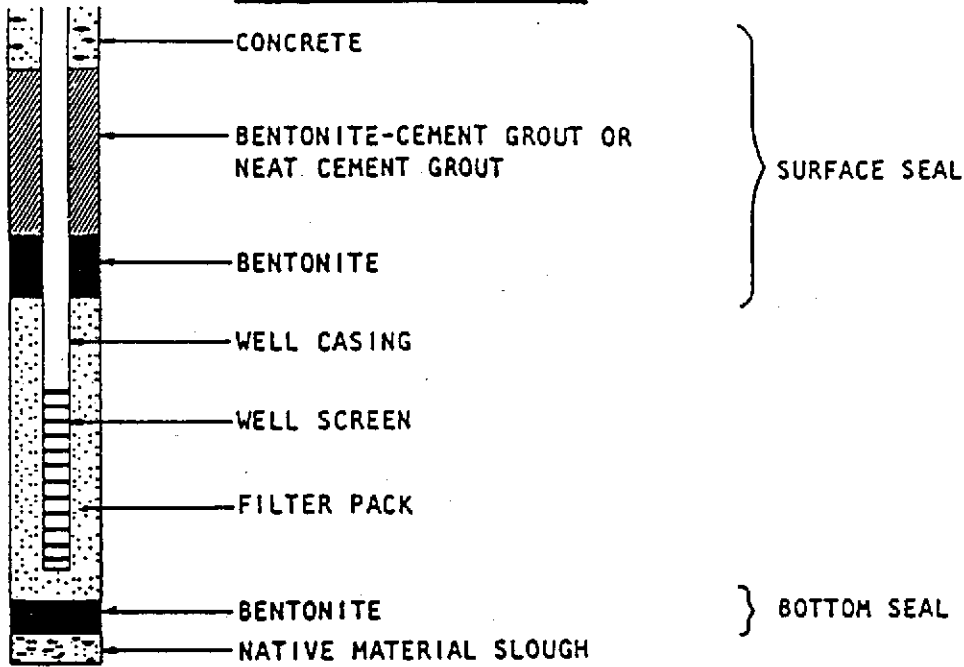 CONCRETE
BENTONITE-CEMENT GROUT OR
NEAT CEMENT GROUT
SURFACE SEAL
BENTONITE
WELL CASING
WELL SCREEN
FILTER PACK
BENTONITE
BOTTOM SEAL
NATIVE MATERIAL SLOUGH